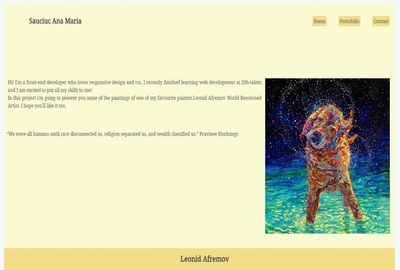 Sauciuc Ana Maria
Home
Portofolio
Contact
Hi! I'm a front-end developer who loves responsive design and css. I recently finished learning web development at 2th talent
and I am excited to put all my skills to use!
In this project i'm going to present you some of the paintings of one of my favourite painter.Leonid Afremov World Renowned
Artist. I hope you'll like it too.
"We were all humans until race disconnected us, religion separated us, and wealth classified us." Pravinee Hurbungs
Leonid Afremov